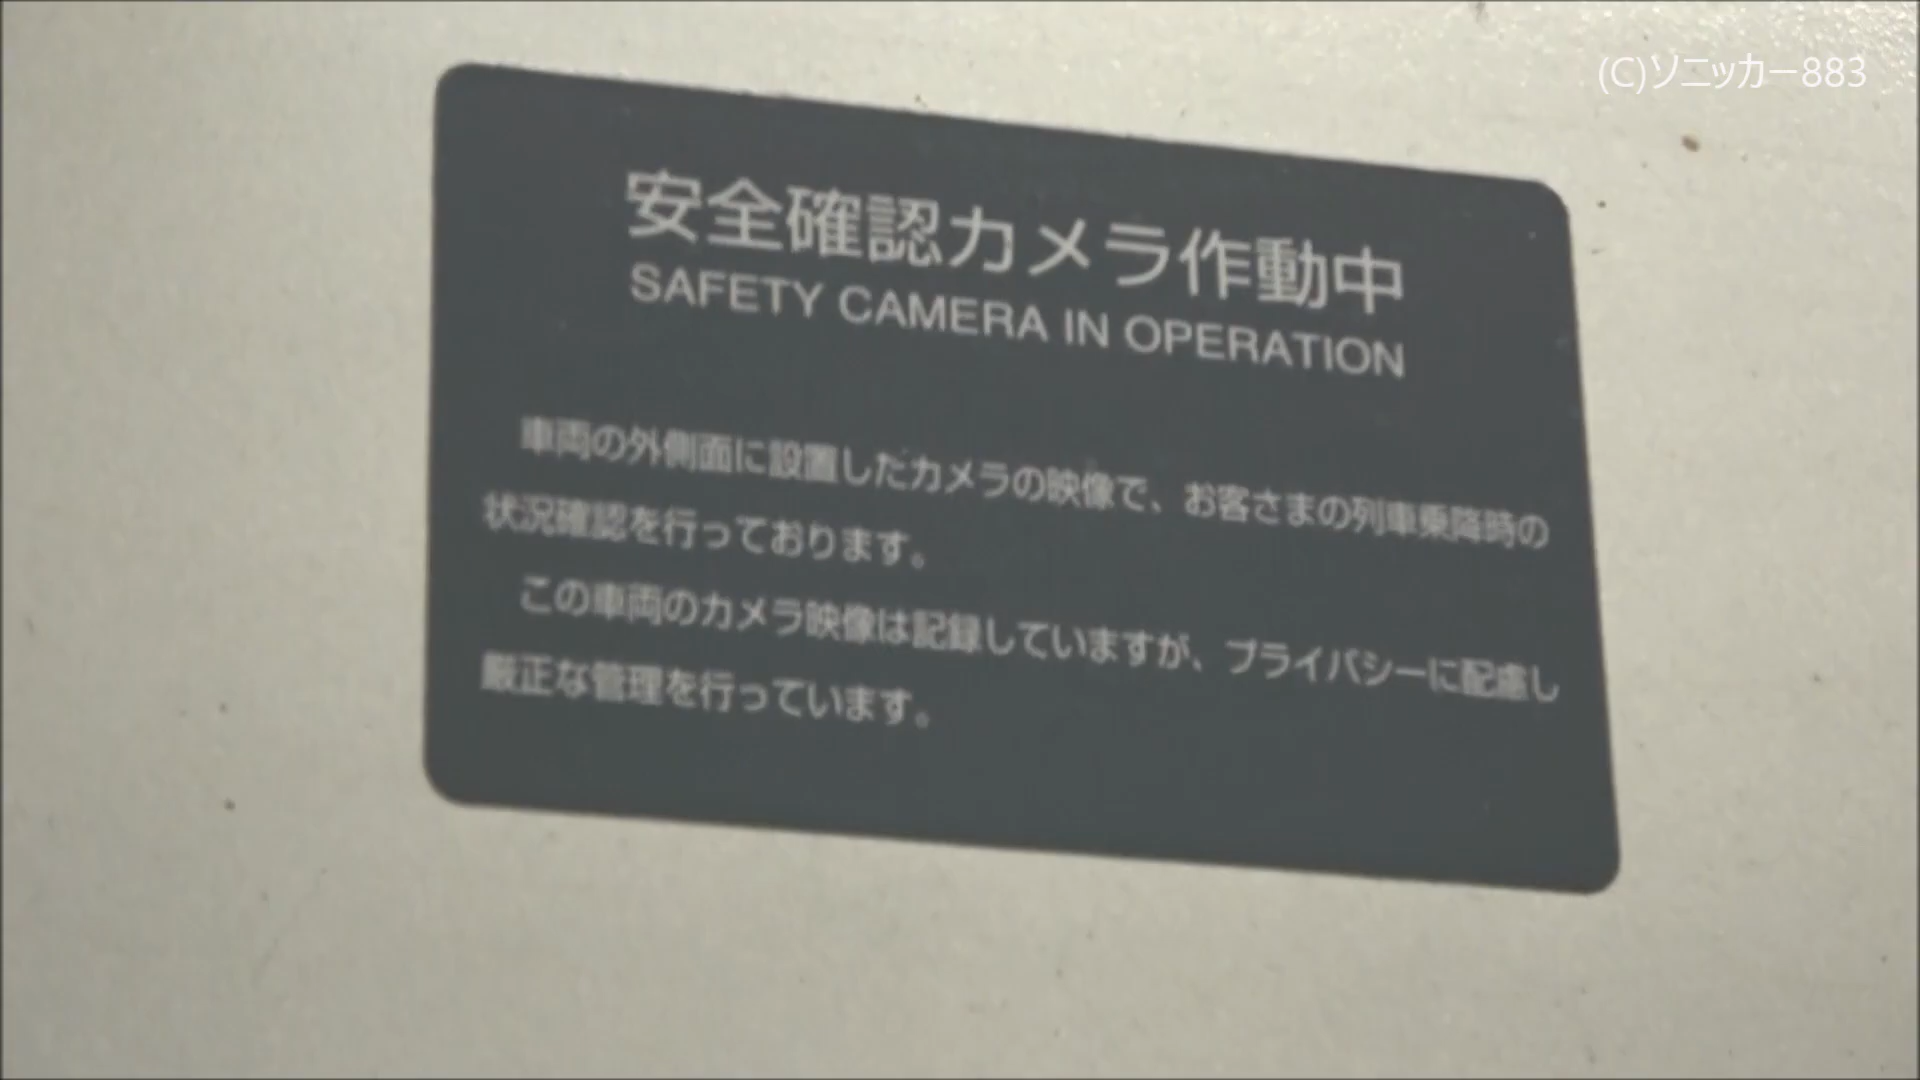 (C)ソニッカー883
安全確認カメラ作動中
SAFETY CAMERA IN OPERATION
車両の外側面に設置したカメラの映像で、お客さまの列車乗降時の
状況確認を行っております。
この車両のカメラ映像は記録していますが、プライバシーに配慮し
厳正な管理を行っています。